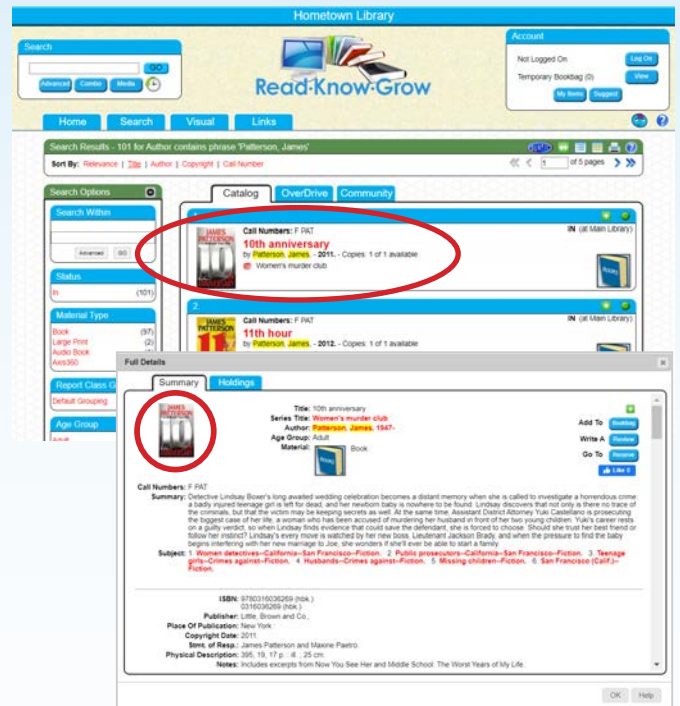 Hometown Library
Search
GO
Advanced Combo Media
Read·Know·Grow
Account
Not Logged On Log On
Temporary Bookbag (0) View
My Items Suggest
Home Search Visual Links
Search Results - 101 for Author contains phrase 'Patterson, James'
Sort By: Relevance | Title | Author | Copyright | Call Number
1 of 5 pages
Search Options
Catalog OverDrive Community
Search Within
Advanced GO
Status
In (101)
Material Type
Book (97)
Large Print (2)
Audio Book
Axis360
Report Class G
Default Grouping
Age Group
1.
JAMES PATTERSON
10
Call Numbers: F PAT
IN (at Main Library)
10th anniversary
by Patterson, James, - 2011. - Copies: 1 of 1 available
Women's murder club
BOOKS
2.
JAMES PATTERSON
11
Call Numbers: F PAT
IN (at Main Library)
11th hour
by Patterson, James, - 2012. - Copies: 1 of 1 available
Full Details
Summary Holdings
10
Title: 10th anniversary
Series Title: Women's murder club
Author: Patterson, James, 1947-
Age Group: Adult
Material: Book
BOOKS
Add To Bookbag
Write A Review
Go To Reserve
Like 0
Call Numbers: F PAT
Summary: Detective Lindsay Boxer's long awaited wedding celebration becomes a distant memory when she is called to investigate a horrendous crime
a badly injured teenage girl is left for dead, and her newborn baby is nowhere to be found. Lindsay discovers that not only is there no trace of
the criminals, but that the victim may be keeping secrets as well. At the same time, Assistant District Attorney Yuki Castellano is prosecuting
the biggest case of her life, a woman who has been accused of murdering her husband in front of her two young children. Yuki's career rests
on a guilty verdict, so when Lindsay finds evidence that could save the defendant, she is forced to choose. Should she trust her best friend or
follow her instinct? Lindsay's every move is watched by her new boss, Lieutenant Jackson Brady, and when the pressure to find the baby
begins interfering with her new marriage to Joe, she wonders if she'll ever be able to start a family.
Subject: 1. Women detectives--California--San Francisco--Fiction. 2. Public prosecutors--California--San Francisco--Fiction. 3. Teenage
girls--Crimes against--Fiction. 4. Husbands--Crimes against--Fiction. 5. Missing children--Fiction. 6. San Francisco (Calif.)--
Fiction.
ISBN: 9780316036269 (hbk.)
0316036269 (hbk.)
Publisher: Little, Brown and Co.,
Place Of Publication: New York :
Copyright Date: 2011.
Stmt. of Resp.: James Patterson and Maxine Paetro.
Physical Description: 395, 19, 17 p. : ill. ; 25 cm.
Notes: Includes excerpts from Now You See Her and Middle School: The Worst Years of My Life.
OK Help